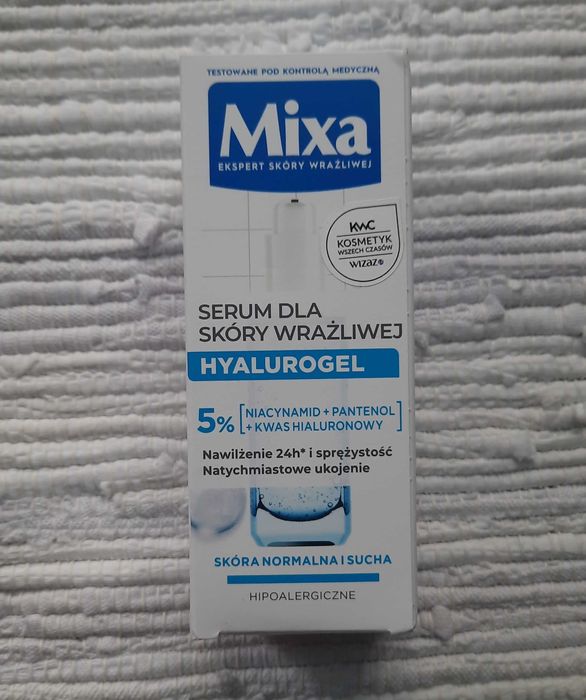 TESTOWANE POD KONTROLĄ MEDYCZNĄ
Mixa
EKSPERT SKÓRY WRAŻLIWEJ
KWC
KOSMETYK
WSZECH CZASÓW
WIZAZ
SERUM DLA
SKÓRY WRAŻLIWEJ
HYALUROGEL
5% [NIACYNAMID + PANTENOL
+ KWAS HIALURONOWY]
Nawilżenie 24h* i sprężystość
Natychmiastowe ukojenie
SKÓRA NORMALNA I SUCHA
HIPOALERGICZNE